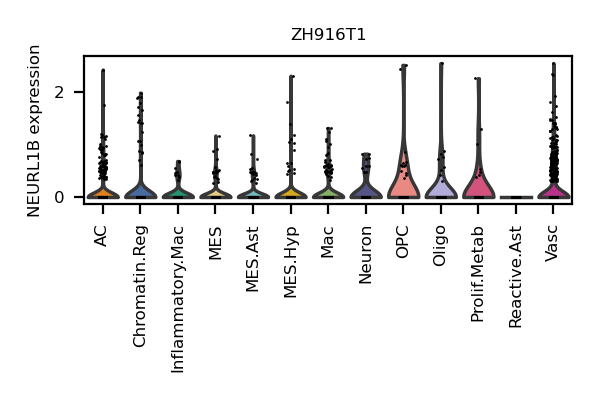 ZH916T1
NEURL1B expression
2
0
AC
Chromatin.Reg
Inflammatory.Mac
MES
MES.Ast
MES.Hyp
Mac
Neuron
OPC
Oligo
Prolif.Metab
Reactive.Ast
Vasc